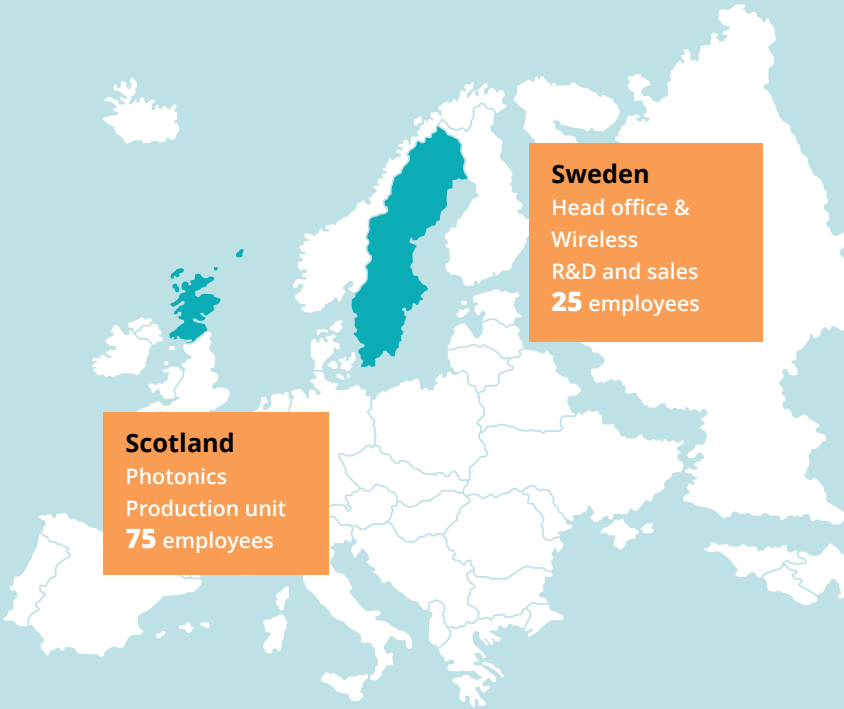 Sweden
Head office &
Wireless
R&D and sales
25 employees
Scotland
Photonics
Production unit
75 employees